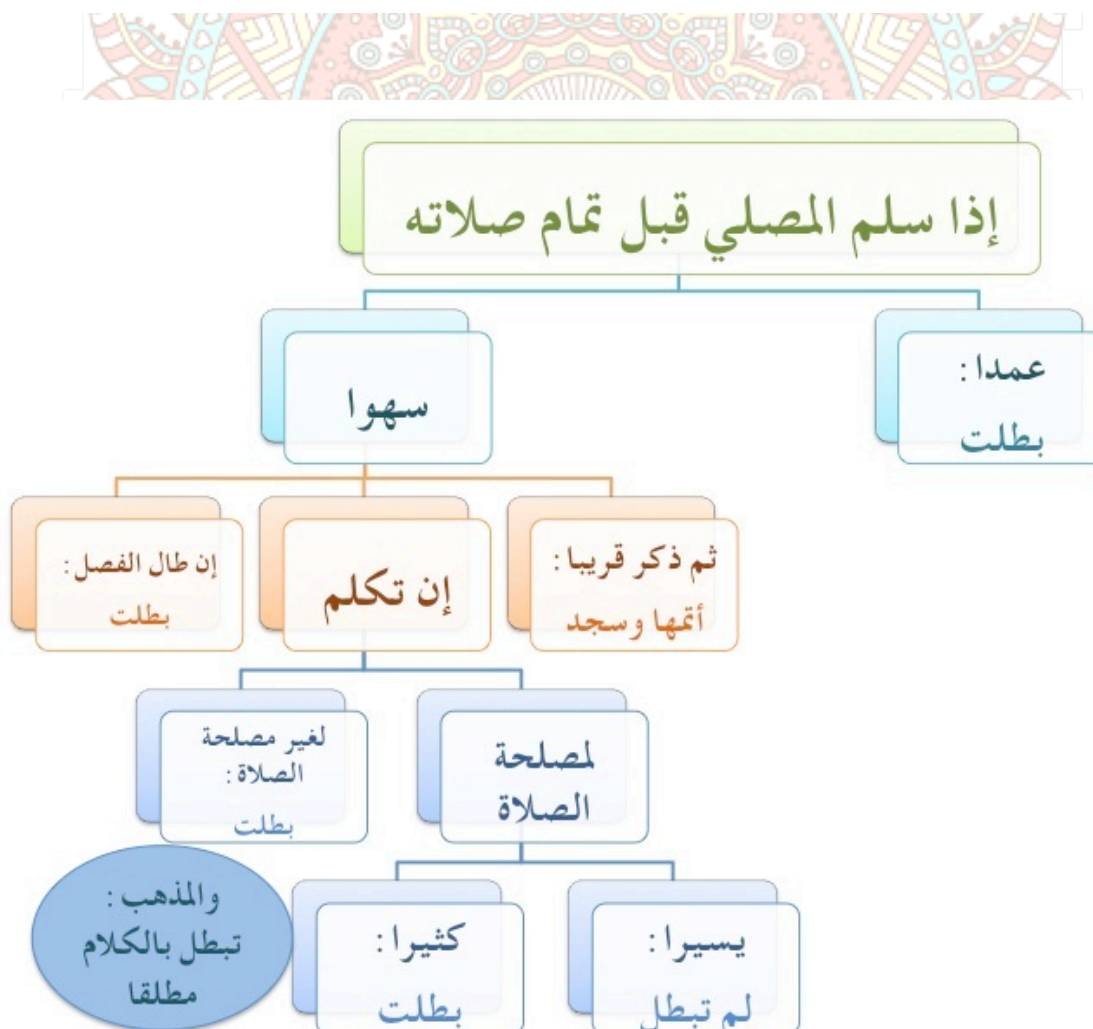 إذا سلم المصلي قبل تمام صلاته
عمدا :
بطلت
سهوا
ثم ذكر قريبا :
أتمها وسجد
إن تكلم
إن طال الفصل :
بطلت
لمصلحة
الصلاة
لغير مصلحة
الصلاة :
بطلت
يسيرا :
لم تبطل
كثيرا :
بطلت
والمذهب :
تبطل بالكلام
مطلقا